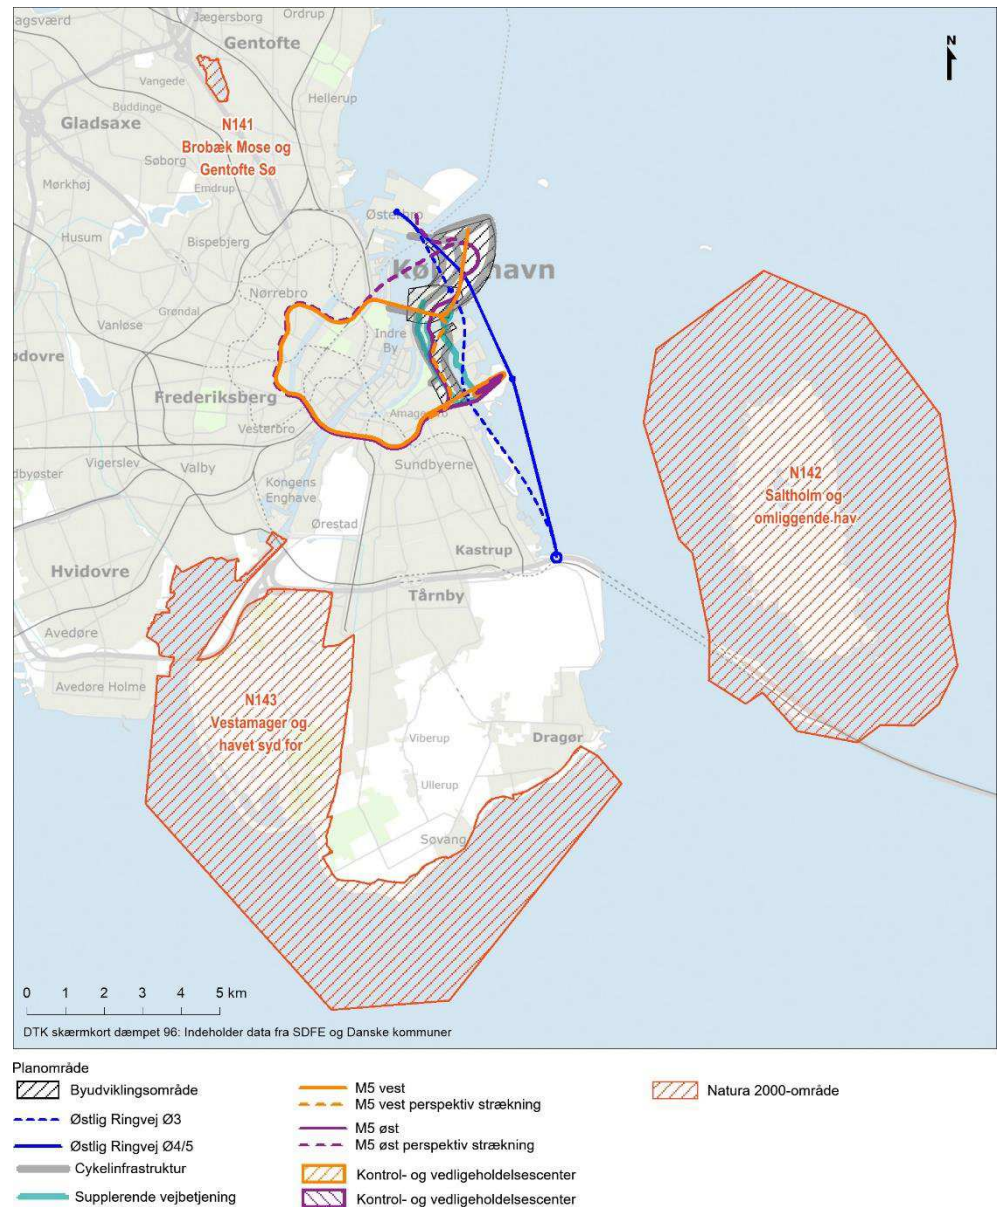 agsværd
Jægersborg
Ordrup
Gentofte
Vangede
Buddinge
Hellerup
Gladsaxe
N141
Brobæk Mose og
Gentofte Sø
Søborg
Emdrup
Mørkhøj
Østerbro
Husum
Bispebjerg
Køb
havn
Nørrebro
Grøndal
Vanløse
ødovre
Indre
By
Frederiksberg
Vesterbro
Vigerslev
Valby
Sundbyerne
dbyøster
Kongens
Enghave
Ørestad
N142
Saltholm og
omliggende hav
Kastrup
Hvidovre
Tårnby
Avedøre
Avedøre Holme
N143
Vestamager og
havet syd for
Viberup
Dragør
Ullerup
Søvang
N
0 1 2 3 4 5 km
DTK skærmkort dæmpet 96: Indeholder data fra SDFE og Danske kommuner
Planområde
Byudviklingsområde
Østlig Ringvej Ø3
Østlig Ringvej Ø4/5
Cykelinfrastruktur
Supplerende vejbetjening
M5 vest
M5 vest perspektiv strækning
M5 øst
M5 øst perspektiv strækning
Kontrol- og vedligeholdelsescenter
Kontrol- og vedligeholdelsescenter
Natura 2000-område